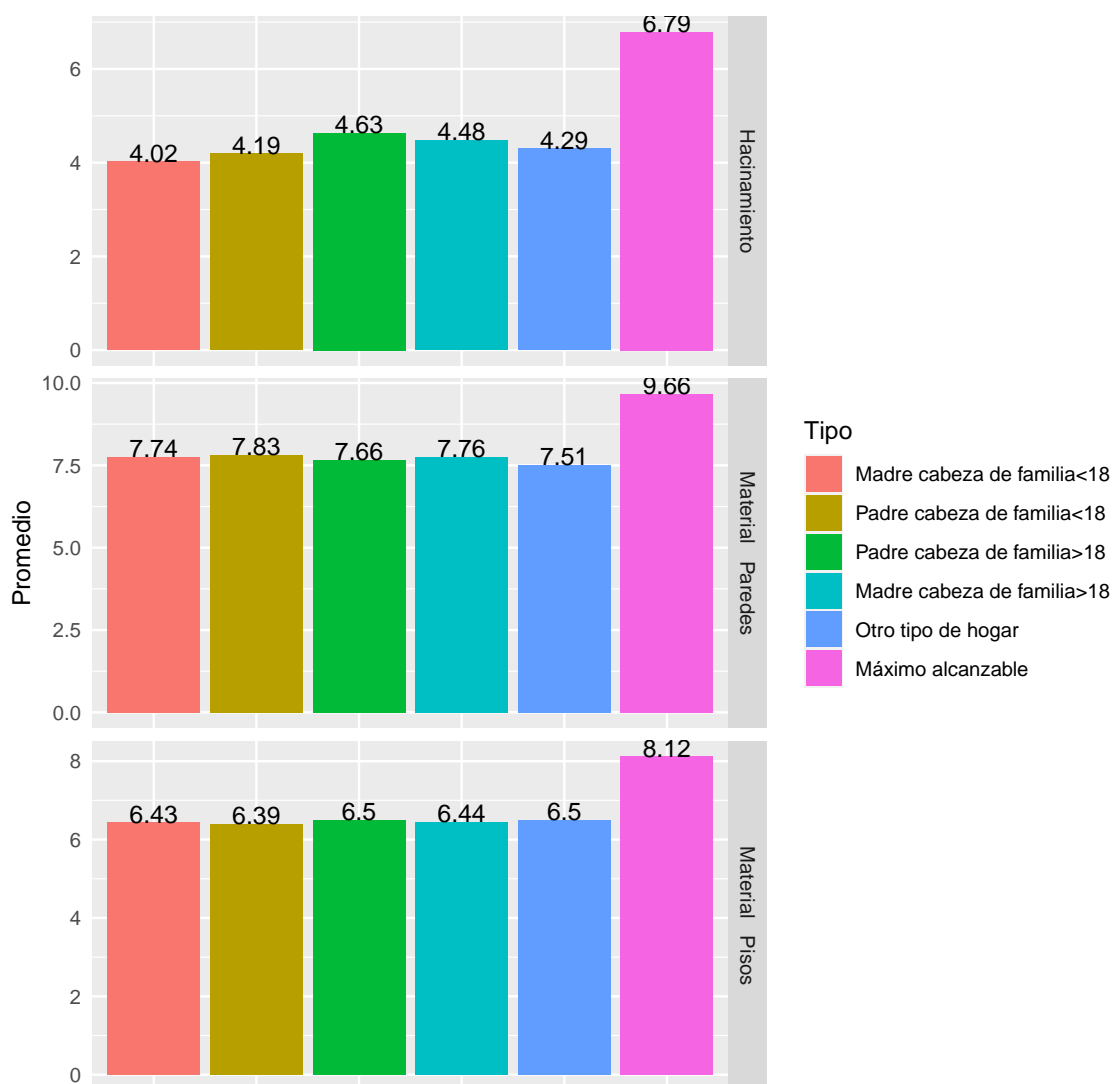 6.79
4.63
4.48
4.29
4.19
4.02
6
4
2
0
Hacinamiento
9.66
7.74
7.83
7.66
7.76
7.51
10.0
7.5
5.0
2.5
0.0
Material Paredes
8.12
6.43
6.39
6.5
6.44
6.5
8
6
4
2
0
Material Pisos
Promedio
Tipo
Madre cabeza de familia<18
Padre cabeza de familia<18
Padre cabeza de familia>18
Madre cabeza de familia>18
Otro tipo de hogar
Máximo alcanzable